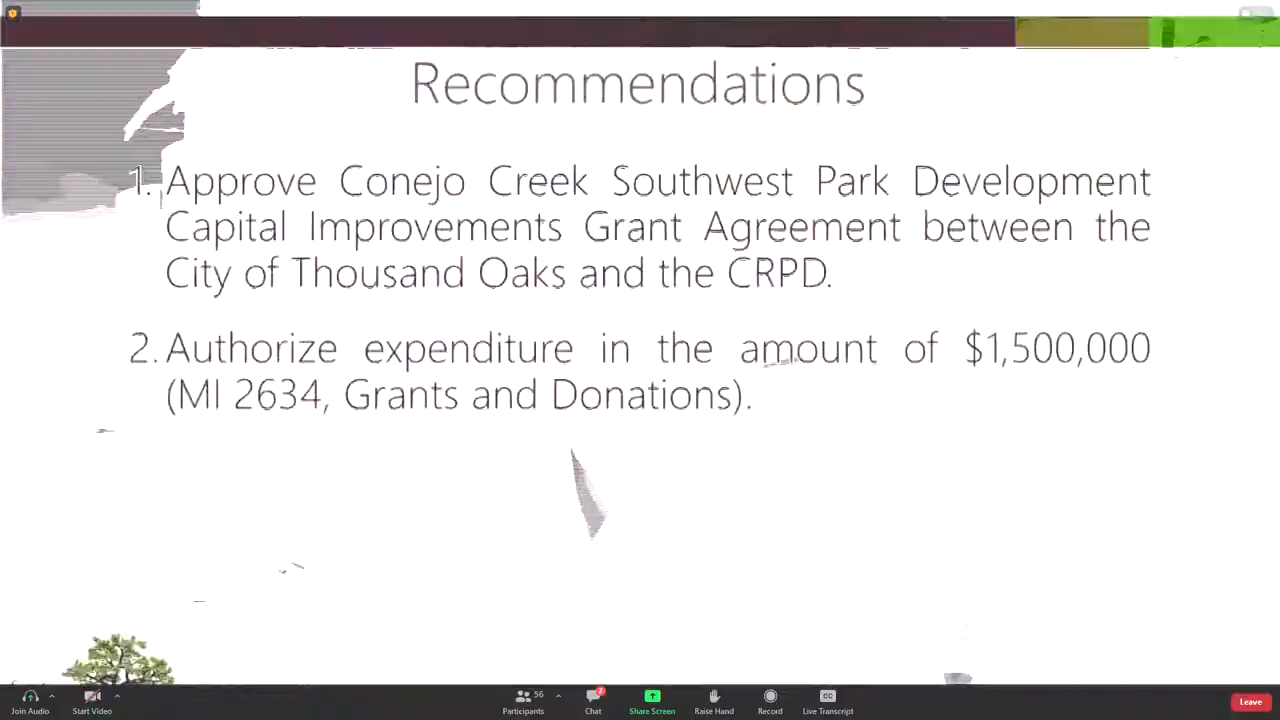 Recommendations
1. Approve Conejo Creek Southwest Park Development
Capital Improvements Grant Agreement between the
City of Thousand Oaks and the CRPD.
2. Authorize expenditure in the amount of $1,500,000
(MI 2634, Grants and Donations).
Join Audio
Start Video
56
Participants
2
Chat
Share Screen
Raise Hand
Record
CC
Live Transcript
Leave